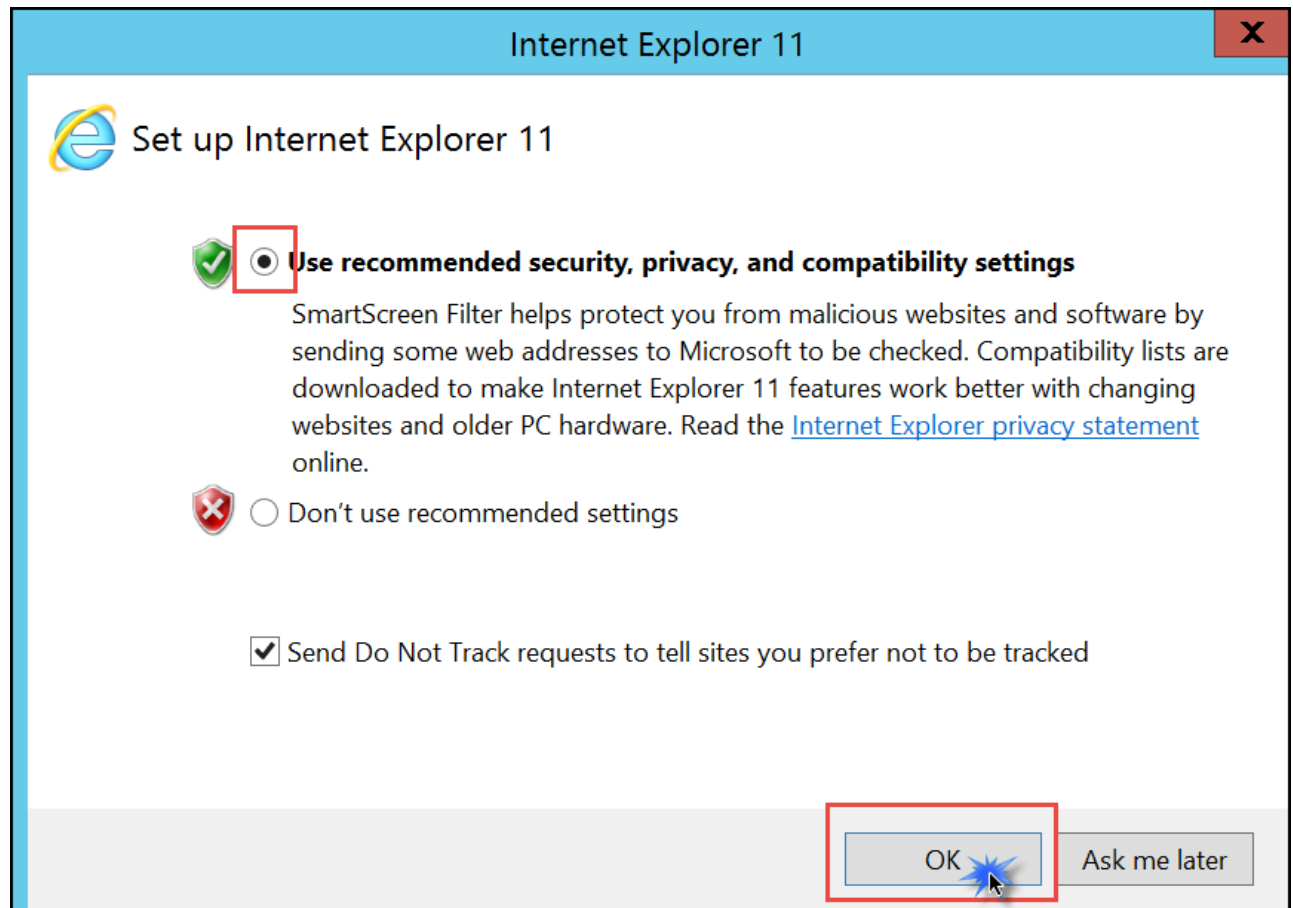 Internet Explorer 11
X
Set up Internet Explorer 11
Use recommended security, privacy, and compatibility settings
SmartScreen Filter helps protect you from malicious websites and software by
sending some web addresses to Microsoft to be checked. Compatibility lists are
downloaded to make Internet Explorer 11 features work better with changing
websites and older PC hardware. Read the Internet Explorer privacy statement
online.
Don't use recommended settings
Send Do Not Track requests to tell sites you prefer not to be tracked
OK
Ask me later